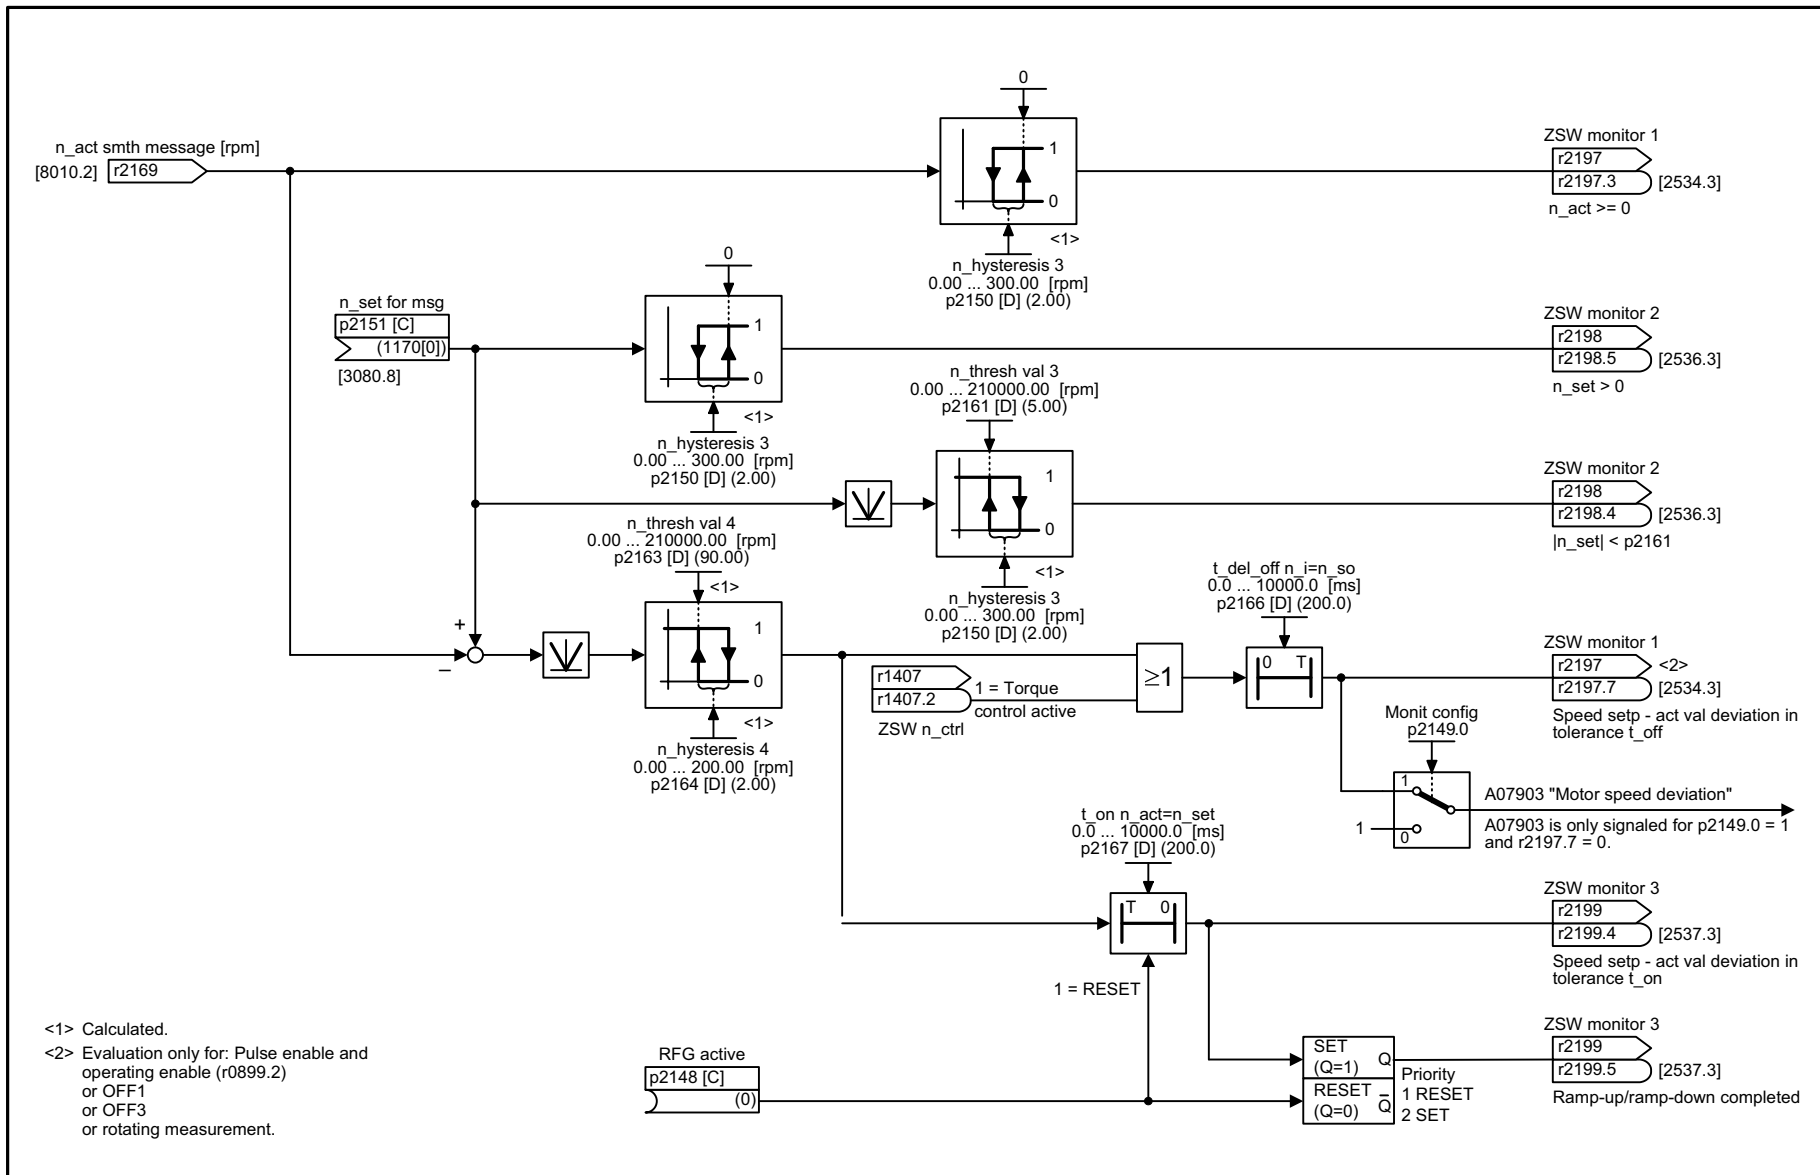 0
n_act smth message [rpm]
[8010.2]
r2169
1
0
<1>
n_hysteresis 3
0.00 ... 300.00 [rpm]
p2150 [D] (2.00)
ZSW monitor 1
r2197
r2197.3
[2534.3]
n_act >= 0
0
n_set for msg
p2151 [C]
(1170[0])
[3080.8]
1
0
<1>
n_hysteresis 3
0.00 ... 300.00 [rpm]
p2150 [D] (2.00)
ZSW monitor 2
r2198
r2198.5
[2536.3]
n_set > 0
n_thresh val 3
0.00 ... 210000.00 [rpm]
p2161 [D] (5.00)
1
0
<1>
n_hysteresis 3
0.00 ... 300.00 [rpm]
p2150 [D] (2.00)
ZSW monitor 2
r2198
r2198.4
[2536.3]
|n_set| < p2161
n_thresh val 4
0.00 ... 210000.00 [rpm]
p2163 [D] (90.00)
<1>
+
–
1
0
<1>
n_hysteresis 4
0.00 ... 200.00 [rpm]
p2164 [D] (2.00)
r1407
r1407.2
ZSW n_ctrl
1 = Torque
control active
≥1
t_del_off n_i=n_so
0.0 ... 10000.0 [ms]
p2166 [D] (200.0)
0 T
ZSW monitor 1
r2197
<2>
r2197.7
[2534.3]
Speed setp - act val deviation in
tolerance t_off
Monit config
p2149.0
1
1
0
A07903 "Motor speed deviation"
A07903 is only signaled for p2149.0 = 1
and r2197.7 = 0.
t_on n_act=n_set
0.0 ... 10000.0 [ms]
p2167 [D] (200.0)
T 0
1 = RESET
ZSW monitor 3
r2199
r2199.4
[2537.3]
Speed setp - act val deviation in
tolerance t_on
RFG active
p2148 [C]
(0)
SET
(Q=1)
Q
RESET
(Q=0)
Q̅
Priority
1 RESET
2 SET
ZSW monitor 3
r2199
r2199.5
[2537.3]
Ramp-up/ramp-down completed
<1> Calculated.
<2> Evaluation only for: Pulse enable and
operating enable (r0899.2)
or OFF1
or OFF3
or rotating measurement.